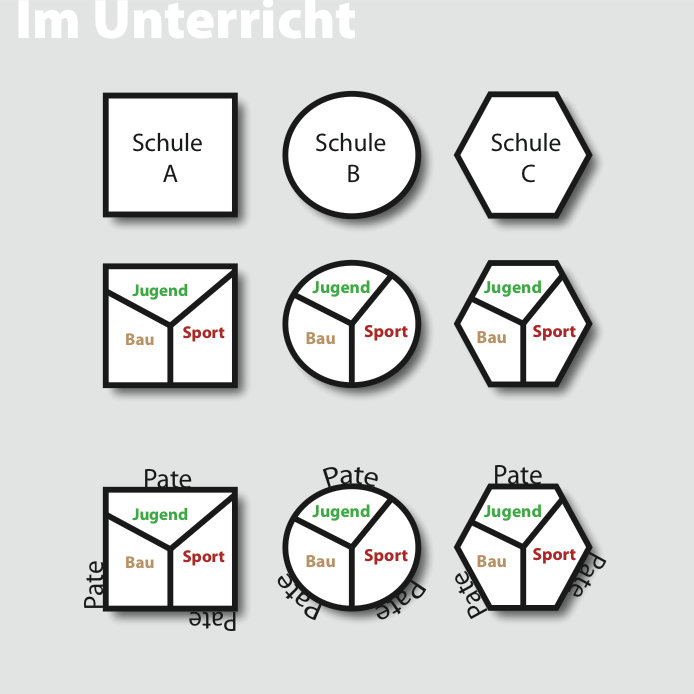 Im Unterricht
Schule
A
Schule
B
Schule
C
Jugend
Bau
Sport
Jugend
Bau
Sport
Jugend
Bau
Sport
Pate
Jugend
Bau
Sport
Pate
Pate
Pate
Jugend
Bau
Sport
Pate
Pate
Pate
Jugend
Bau
Sport
Pate
Pate